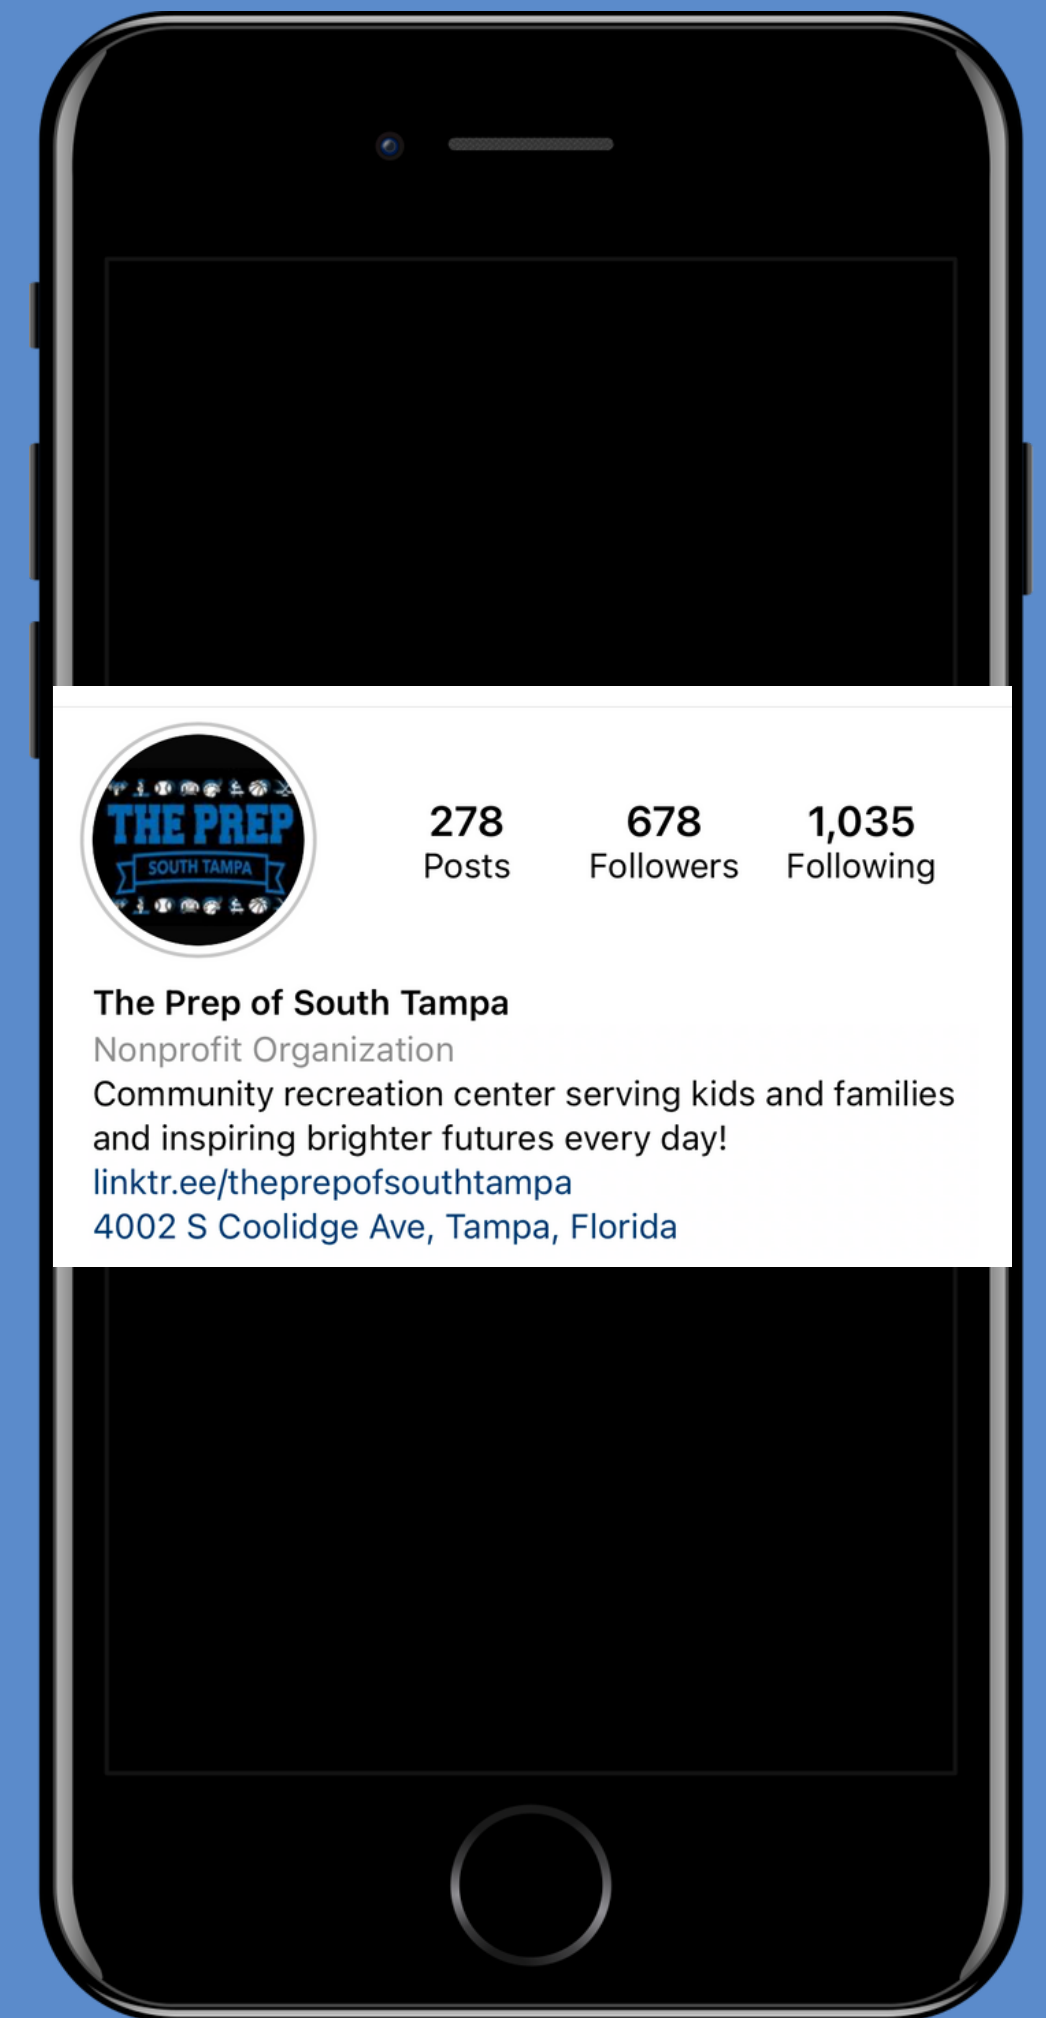 THE PREP
SOUTH TAMPA
278 678 1,035
Posts Followers Following
The Prep of South Tampa
Nonprofit Organization
Community recreation center serving kids and families
and inspiring brighter futures every day!
linktr.ee/theprepofsouthtampa
4002 S Coolidge Ave, Tampa, Florida